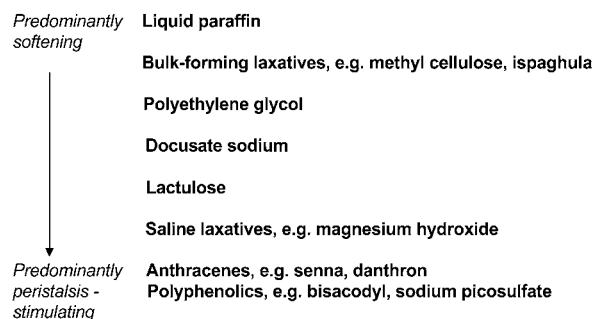 Predominantly softening
Liquid paraffin
Bulk-forming laxatives, e.g. methyl cellulose, ispaghula
Polyethylene glycol
Docusate sodium
Lactulose
Saline laxatives, e.g. magnesium hydroxide
Predominantly peristalsis - stimulating
Anthracenes, e.g. senna, danthron
Polyphenolics, e.g. bisacodyl, sodium picosulfate